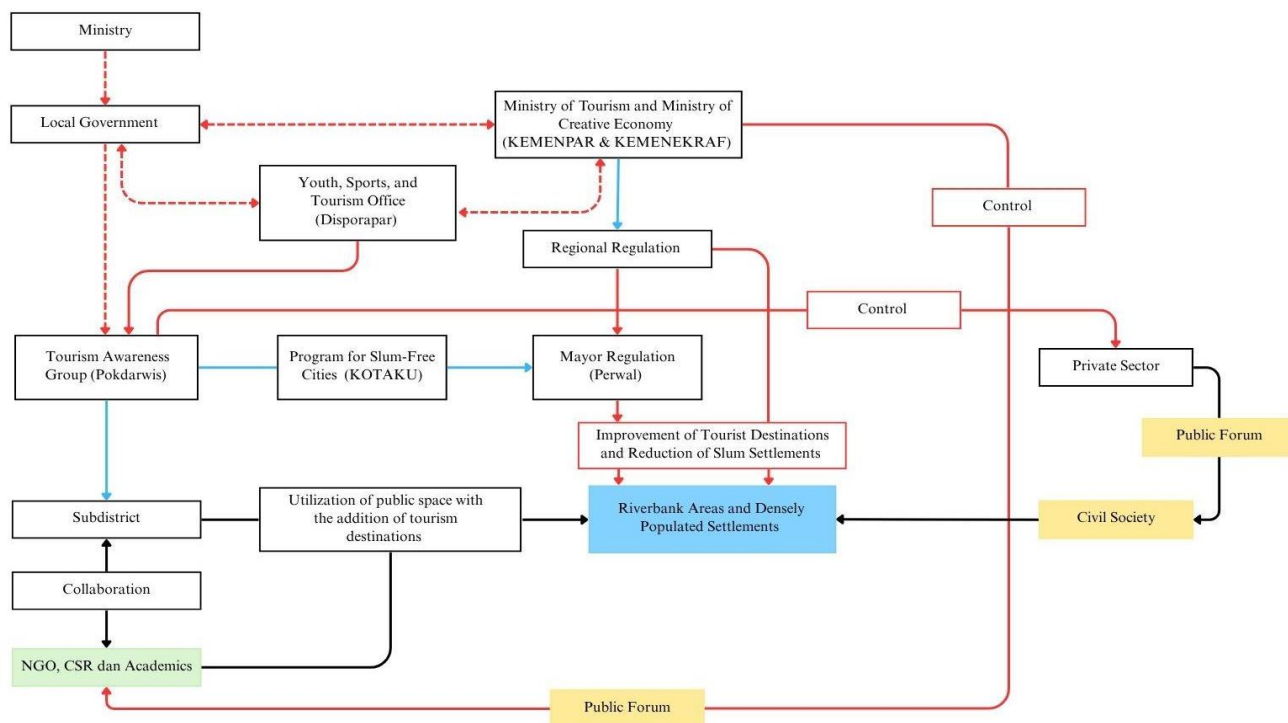 Ministry
Local Government
Ministry of Tourism and Ministry of
Creative Economy
(KEMENPAR & KEMENEKRAF)
Youth, Sports, and
Tourism Office
(Disporapar)
Control
Regional Regulation
Control
Tourism Awareness
Group (Pokdarwis)
Program for Slum-Free
Cities (KOTAKU)
Mayor Regulation
(Perwal)
Private Sector
Public Forum
Improvement of Tourist Destinations
and Reduction of Slum Settlements
Subdistrict
Utilization of public space with
the addition of tourism
destinations
Riverbank Areas and Densely
Populated Settlements
Civil Society
Collaboration
NGO, CSR dan Academics
Public Forum